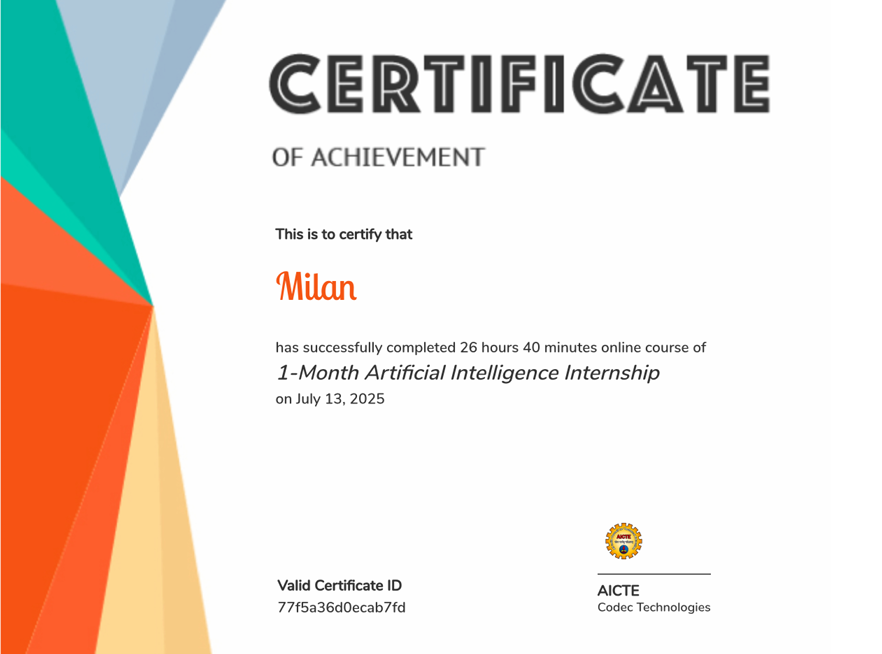 CERTIFICATE
OF ACHIEVEMENT
This is to certify that
Milan
has successfully completed 26 hours 40 minutes online course of
1-Month Artificial Intelligence Internship
on July 13, 2025
AICTE
Valid Certificate ID
77f5a36d0ecab7fd
AICTE
Codec Technologies